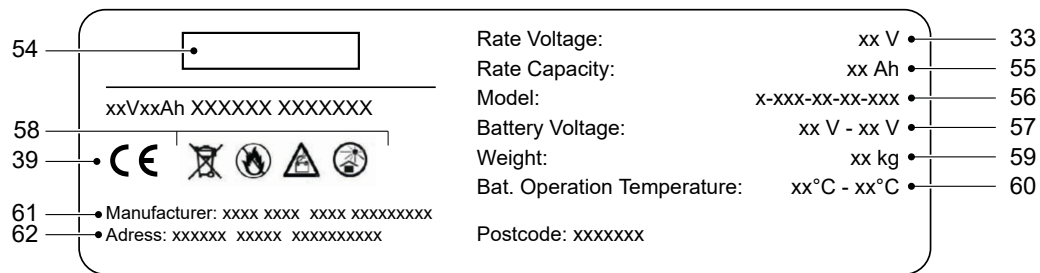 54
Rate Voltage: xx V 33
Rate Capacity: xx Ah 55
xxVxxAh XXXXXX XXXXXXX
Model: x-xxx-xx-xx-xxx 56
58
Battery Voltage: xx V - xx V 57
39 CE
Weight: xx kg 59
Bat. Operation Temperature: xx°C - xx°C 60
61 Manufacturer: xxxx xxxx xxxx xxxxxxxxx
62 Adress: xxxxxx xxxxx xxxxxxxxxx
Postcode: xxxxxxx